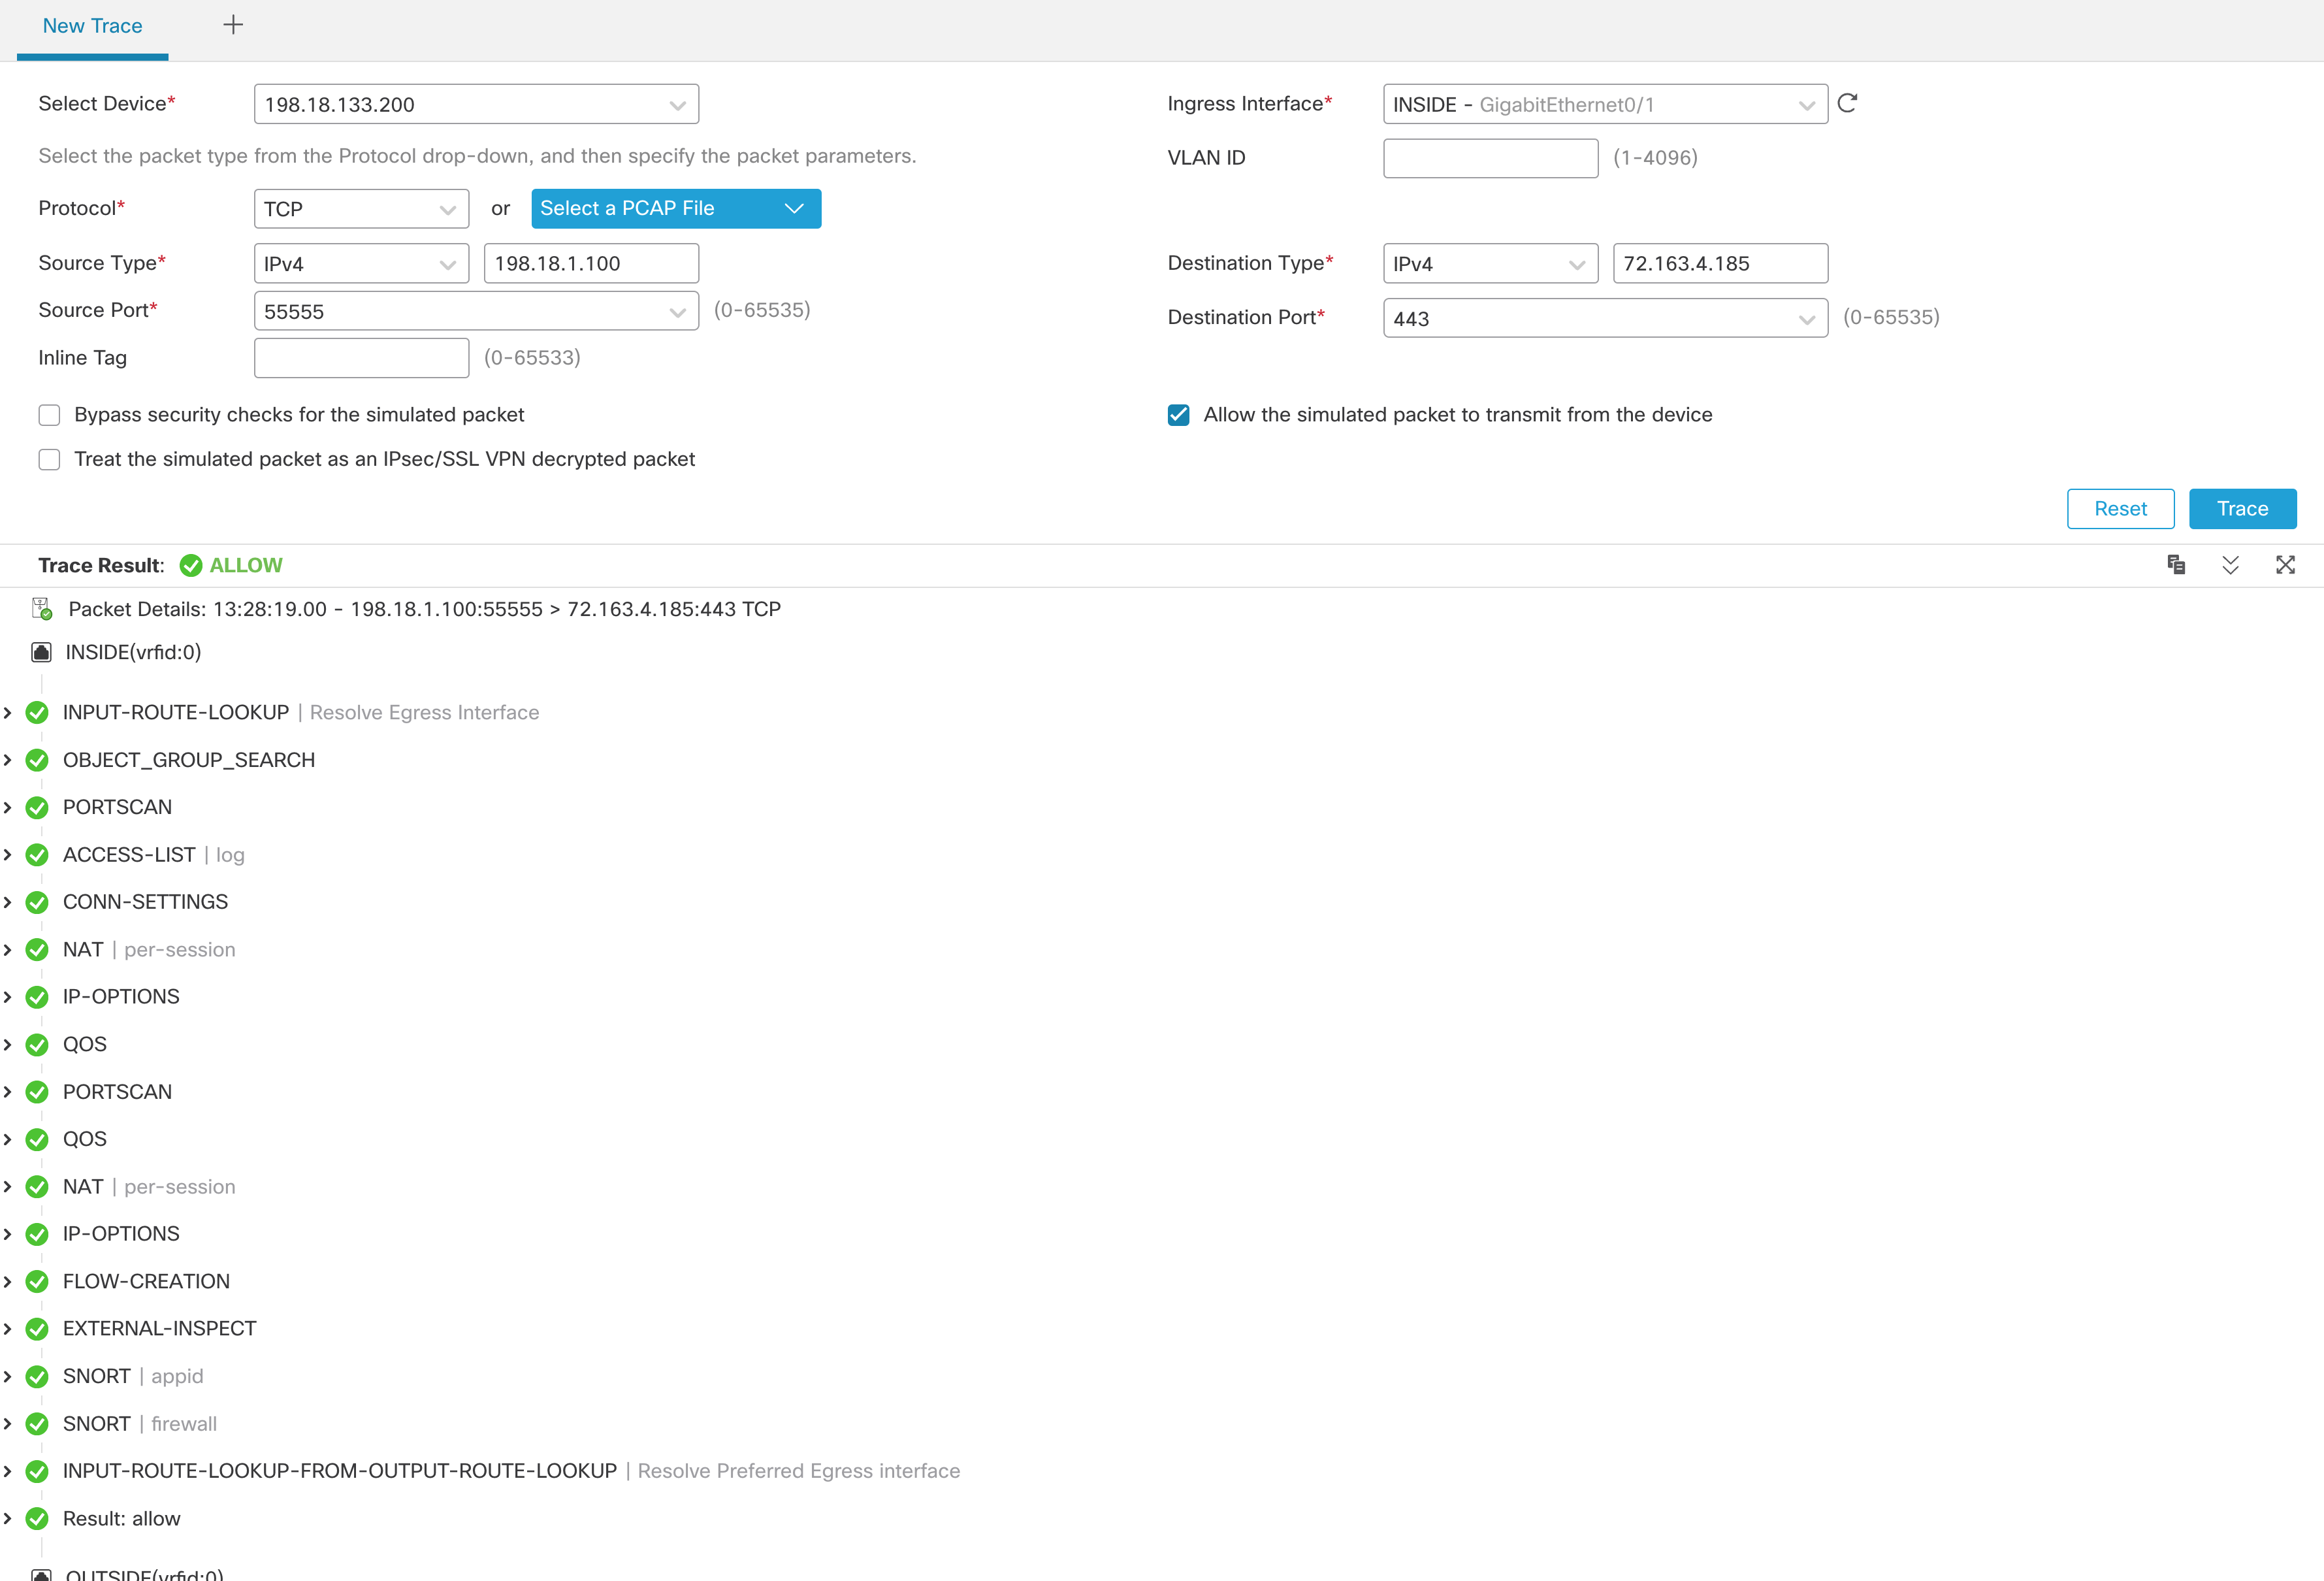 New Trace +
Select Device* 198.18.133.200 Ingress Interface* INSIDE - GigabitEthernet0/1
Select the packet type from the Protocol drop-down, and then specify the packet parameters. VLAN ID (1-4096)
Protocol* TCP or Select a PCAP File
Source Type* IPv4 198.18.1.100 Destination Type* IPv4 72.163.4.185
Source Port* 55555 (0-65535) Destination Port* 443 (0-65535)
Inline Tag (0-65533)
Bypass security checks for the simulated packet Allow the simulated packet to transmit from the device
Treat the simulated packet as an IPsec/SSL VPN decrypted packet
Reset Trace
Trace Result: ALLOW
Packet Details: 13:28:19.00 - 198.18.1.100:55555 > 72.163.4.185:443 TCP
INSIDE(vrfid:0)
INPUT-ROUTE-LOOKUP | Resolve Egress Interface
OBJECT_GROUP_SEARCH
PORTSCAN
ACCESS-LIST | log
CONN-SETTINGS
NAT | per-session
IP-OPTIONS
QOS
PORTSCAN
QOS
NAT | per-session
IP-OPTIONS
FLOW-CREATION
EXTERNAL-INSPECT
SNORT | appid
SNORT | firewall
INPUT-ROUTE-LOOKUP-FROM-OUTPUT-ROUTE-LOOKUP | Resolve Preferred Egress interface
Result: allow
OUTSIDE(vrfid:0)